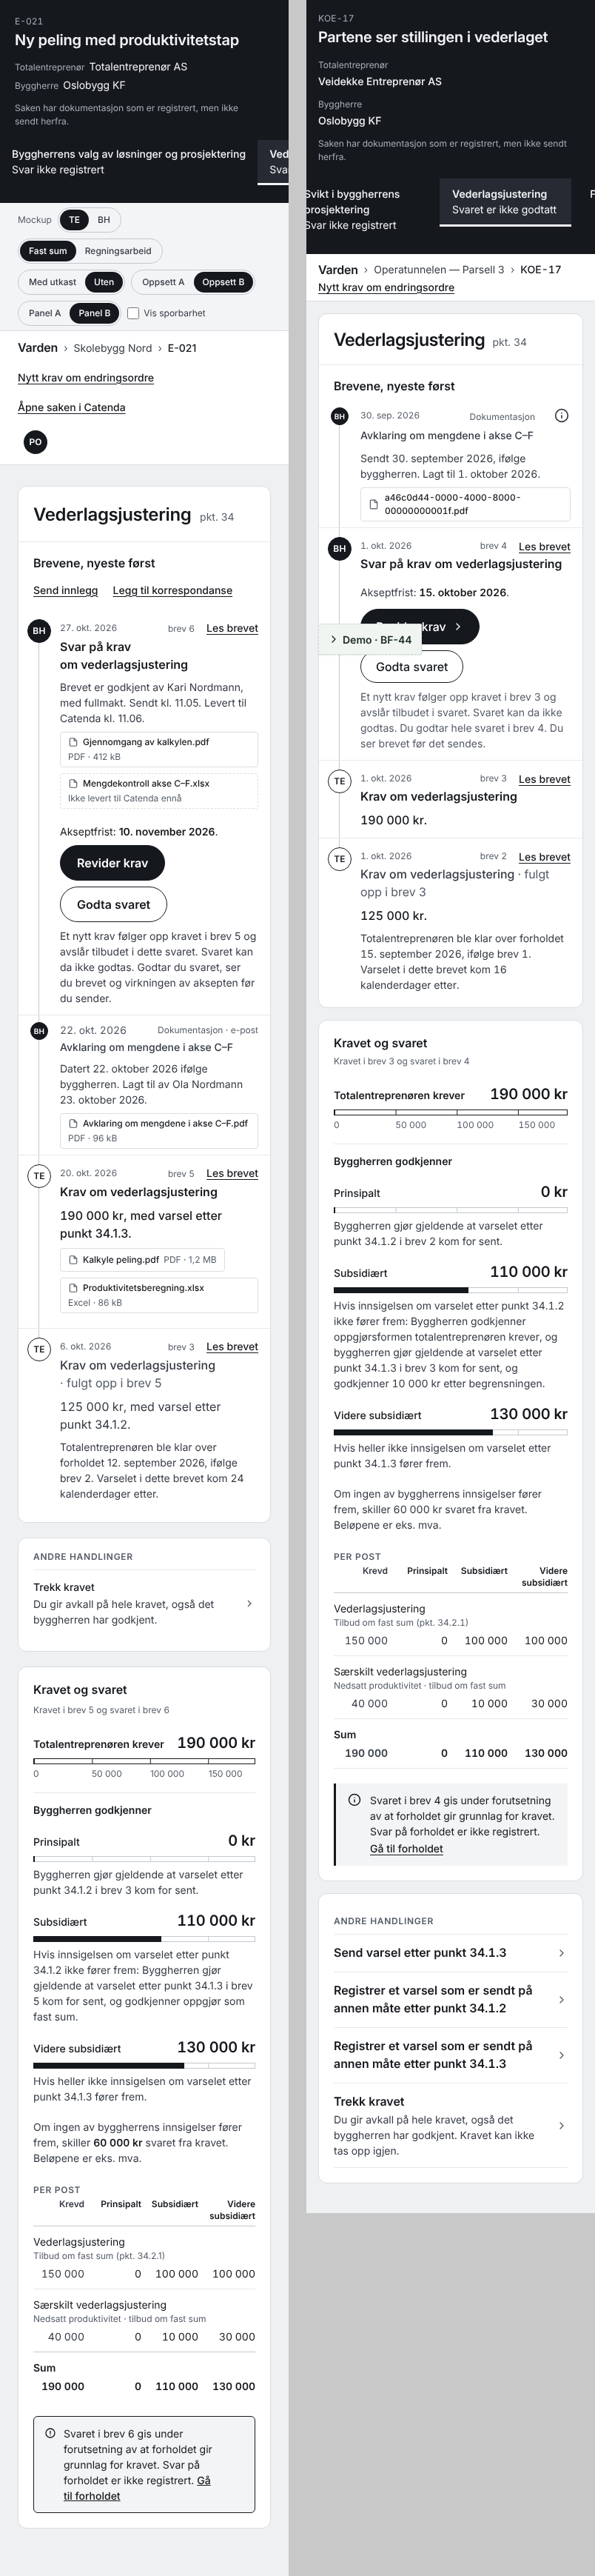 E-021
Ny peling med produktivitetstap
Totalentreprenør Totalentreprenør AS
Byggherre Oslobygg KF
Saken har dokumentasjon som er registrert, men ikke
sendt herfra.
Byggherrens valg av løsninger og prosjektering
Svar ikke registrert
Ved
Sva
Mockup TE BH
Fast sum Regningsarbeid
Med utkast Uten Oppsett A Oppsett B
Panel A Panel B Vis sporbarhet
Varden › Skolebygg Nord › E-021
Nytt krav om endringsordre
Åpne saken i Catenda
PO
Vederlagsjustering pkt. 34
Brevene, nyeste først
Send innlegg Legg til korrespondanse
BH 27. okt. 2026 brev 6 Les brevet
Svar på krav
om vederlagsjustering
Brevet er godkjent av Kari Nordmann,
med fullmakt. Sendt kl. 11.05. Levert til
Catenda kl. 11.06.
Gjennomgang av kalkylen.pdf
PDF · 412 kB
Mengdekontroll akse C–F.xlsx
Ikke levert til Catenda ennå
Akseptfrist: 10. november 2026.
Revider krav
Godta svaret
Et nytt krav følger opp kravet i brev 5 og
avslår tilbudet i dette svaret. Svaret kan
da ikke godtas. Godtar du svaret, ser
du brevet og virkningen av aksepten før
du sender.
BH 22. okt. 2026 Dokumentasjon · e-post
Avklaring om mengdene i akse C–F
Datert 22. oktober 2026 ifølge
byggherren. Lagt til av Ola Nordmann
23. oktober 2026.
Avklaring om mengdene i akse C–F.pdf
PDF · 96 kB
TE 20. okt. 2026 brev 5 Les brevet
Krav om vederlagsjustering
190 000 kr, med varsel etter
punkt 34.1.3.
Kalkyle peling.pdf PDF · 1,2 MB
Produktivitetsberegning.xlsx
Excel · 86 kB
TE 6. okt. 2026 brev 3 Les brevet
Krav om vederlagsjustering
· fulgt opp i brev 5
125 000 kr, med varsel etter
punkt 34.1.2.
Totalentreprenøren ble klar over
forholdet 12. september 2026, ifølge
brev 2. Varselet i dette brevet kom 24
kalenderdager etter.
ANDRE HANDLINGER
Trekk kravet
Du gir avkall på hele kravet, også det
byggherren har godkjent.
Kravet og svaret
Kravet i brev 5 og svaret i brev 6
Totalentreprenøren krever 190 000 kr
0 50 000 100 000 150 000
Byggherren godkjenner
Prinsipalt 0 kr
Byggherren gjør gjeldende at varselet etter
punkt 34.1.2 i brev 3 kom for sent.
Subsidiært 110 000 kr
Hvis innsigelsen om varselet etter punkt
34.1.2 ikke fører frem: Byggherren gjør
gjeldende at varselet etter punkt 34.1.3 i brev
5 kom for sent, og godkjenner oppgjør som
fast sum.
Videre subsidiært 130 000 kr
Hvis heller ikke innsigelsen om varselet etter
punkt 34.1.3 fører frem.
Om ingen av byggherrens innsigelser fører
frem, skiller 60 000 kr svaret fra kravet.
Beløpene er eks. mva.
PER POST
Krevd Prinsipalt Subsidiært Videre
subsidiært
Vederlagsjustering
Tilbud om fast sum (pkt. 34.2.1)
150 000 0 100 000 100 000
Særskilt vederlagsjustering
Nedsatt produktivitet · tilbud om fast sum
40 000 0 10 000 30 000
Sum
190 000 0 110 000 130 000
Svaret i brev 6 gis under
forutsetning av at forholdet gir
grunnlag for kravet. Svar på
forholdet er ikke registrert. Gå
til forholdet
KOE-17
Partene ser stillingen i vederlaget
Totalentreprenør
Veidekke Entreprenør AS
Byggherre
Oslobygg KF
Saken har dokumentasjon som er registrert, men ikke sendt
herfra.
Svikt i byggherrens
prosjektering
Svar ikke registrert
Vederlagsjustering
Svaret er ikke godtatt
F
Varden › Operatunnelen — Parsell 3 › KOE-17
Nytt krav om endringsordre
Vederlagsjustering pkt. 34
Brevene, nyeste først
BH 30. sep. 2026 Dokumentasjon
Avklaring om mengdene i akse C–F
Sendt 30. september 2026, ifølge
byggherren. Lagt til 1. oktober 2026.
a46c0d44-0000-4000-8000-
00000000001f.pdf
BH 1. okt. 2026 brev 4 Les brevet
Svar på krav om vederlagsjustering
Akseptfrist: 15. oktober 2026.
krav
Demo · BF-44
Godta svaret
Et nytt krav følger opp kravet i brev 3 og
avslår tilbudet i svaret. Svaret kan da ikke
godtas. Du godtar hele svaret i brev 4. Du
ser brevet før det sendes.
TE 1. okt. 2026 brev 3 Les brevet
Krav om vederlagsjustering
190 000 kr.
TE 1. okt. 2026 brev 2 Les brevet
Krav om vederlagsjustering · fulgt
opp i brev 3
125 000 kr.
Totalentreprenøren ble klar over forholdet
15. september 2026, ifølge brev 1.
Varselet i dette brevet kom 16
kalenderdager etter.
Kravet og svaret
Kravet i brev 3 og svaret i brev 4
Totalentreprenøren krever 190 000 kr
0 50 000 100 000 150 000
Byggherren godkjenner
Prinsipalt 0 kr
Byggherren gjør gjeldende at varselet etter
punkt 34.1.2 i brev 2 kom for sent.
Subsidiært 110 000 kr
Hvis innsigelsen om varselet etter punkt 34.1.2
ikke fører frem: Byggherren godkjenner
oppgjørsformen totalentreprenøren krever, og
byggherren gjør gjeldende at varselet etter
punkt 34.1.3 i brev 3 kom for sent, og
godkjenner 10 000 kr etter begrensningen.
Videre subsidiært 130 000 kr
Hvis heller ikke innsigelsen om varselet etter
punkt 34.1.3 fører frem.
Om ingen av byggherrens innsigelser fører
frem, skiller 60 000 kr svaret fra kravet.
Beløpene er eks. mva.
PER POST
Krevd Prinsipalt Subsidiært Videre
subsidiært
Vederlagsjustering
Tilbud om fast sum (pkt. 34.2.1)
150 000 0 100 000 100 000
Særskilt vederlagsjustering
Nedsatt produktivitet · tilbud om fast sum
40 000 0 10 000 30 000
Sum
190 000 0 110 000 130 000
Svaret i brev 4 gis under forutsetning
av at forholdet gir grunnlag for kravet.
Svar på forholdet er ikke registrert.
Gå til forholdet
ANDRE HANDLINGER
Send varsel etter punkt 34.1.3
Registrer et varsel som er sendt på
annen måte etter punkt 34.1.2
Registrer et varsel som er sendt på
annen måte etter punkt 34.1.3
Trekk kravet
Du gir avkall på hele kravet, også det
byggherren har godkjent. Kravet kan ikke
tas opp igjen.